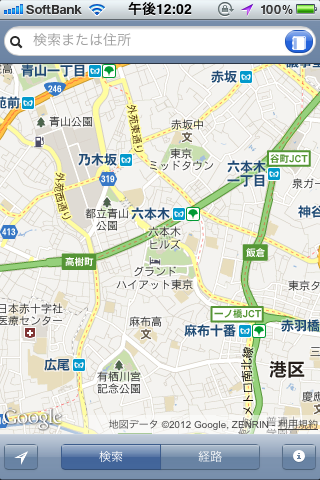 SoftBank 午後12:02 100%
検索または住所
青山一丁目
赤坂
246
青山公園
外苑東通り
赤坂中
谷町JCT
乃木坂
東京
ミッドタウン
六本木
一丁目
外苑西通り
319
都立青山
公園
六本木
413
六本木
ヒルズ
飯倉
高樹町
グランド
ハイアット東京
日本赤十字社
医療センター
一ノ橋JCT
麻布高
麻布十番
赤羽橋
広尾
有栖川宮
記念公園
港区
Google
地図データ ©2012 Google, ZENRIN - 利用規約
検索
経路